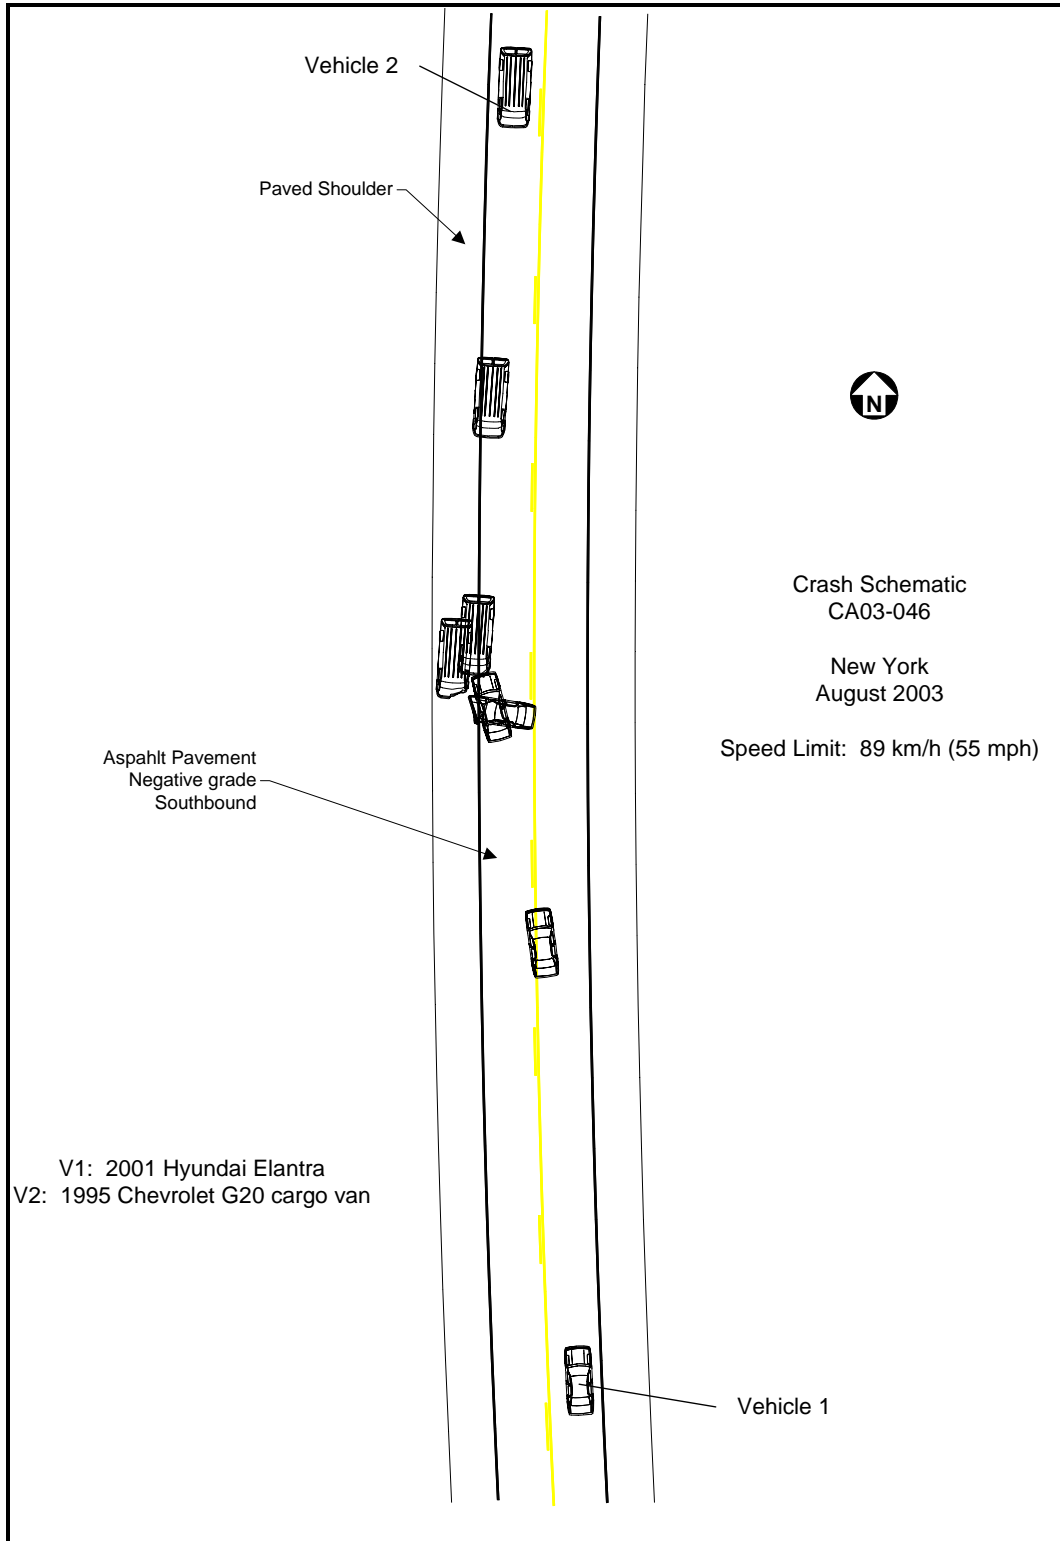 Vehicle 2
Paved Shoulder
N
Crash Schematic
CA03-046
New York
August 2003
Speed Limit:  89 km/h (55 mph)
Aspahlt Pavement
Negative grade
Southbound
V1:  2001 Hyundai Elantra
V2:  1995 Chevrolet G20 cargo van
Vehicle 1